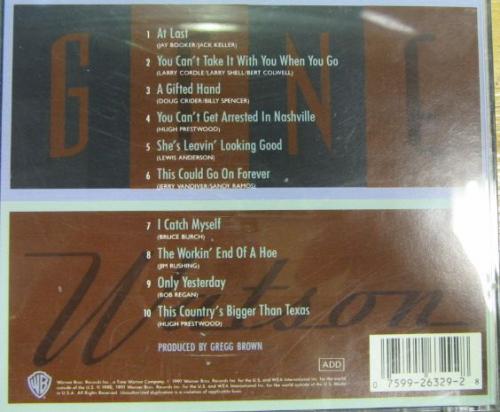 GENE
1 At Last
(JAY BOOKER/JACK KELLER)
2 You Can't Take It With You When You Go
(LARRY CORDLE/LARRY SHELL/BERT COLWELL)
3 A Gifted Hand
(DOUG CRIDER/BILLY SPENCER)
4 You Can't Get Arrested In Nashville
(HUGH PRESTWOOD)
5 She's Leavin' Looking Good
(LEWIS ANDERSON)
6 This Could Go On Forever
(JERRY VANDIVER/SANDY RAMOS)
7 I Catch Myself
(BRUCE BURCH)
8 The Workin' End Of A Hoe
(JIM RUSHING)
9 Only Yesterday
(BOB REGAN)
10 This Country's Bigger Than Texas
(HUGH PRESTWOOD)
Watson
PRODUCED BY GREGG BROWN
ADD
WB
0 7599-26329-2 8